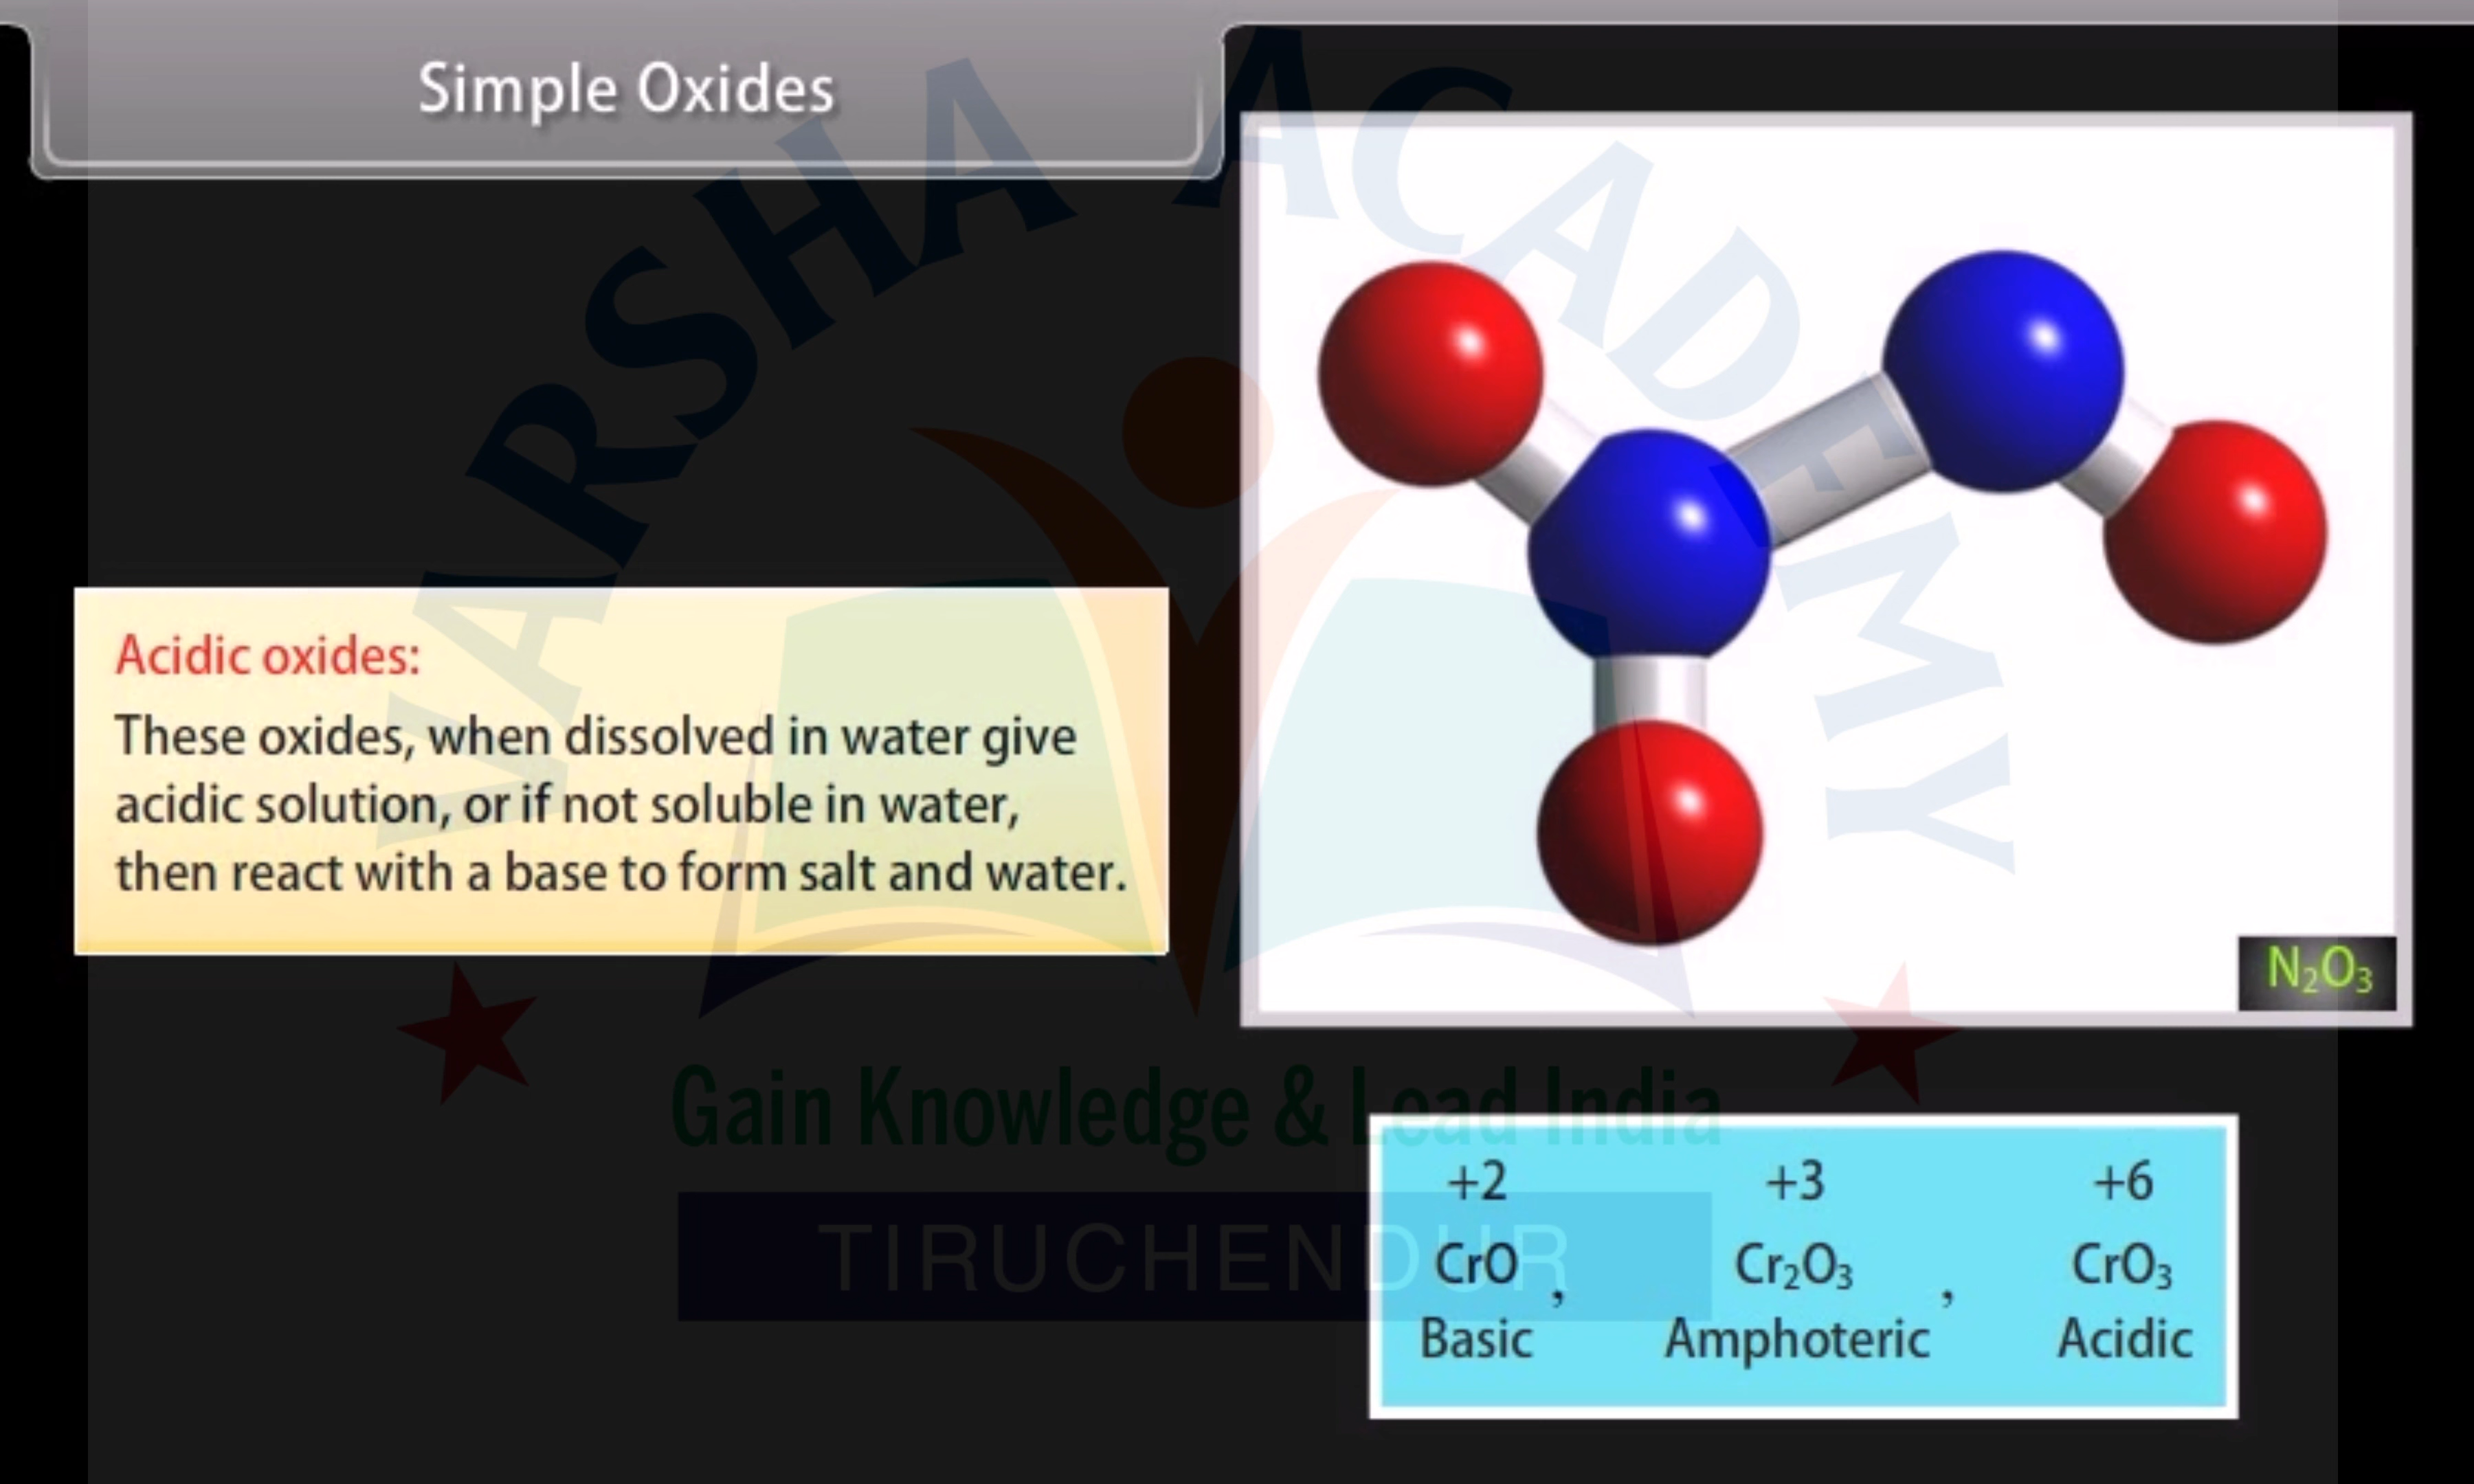 Simple Oxides
VARSHA ACADEMY
Acidic oxides:
These oxides, when dissolved in water give
acidic solution, or if not soluble in water,
then react with a base to form salt and water.
N₂O₃
Gain Knowledge & Lead India
TIRUCHENDUR
+2 +3 +6
CrO , Cr₂O₃ , CrO₃
Basic Amphoteric Acidic